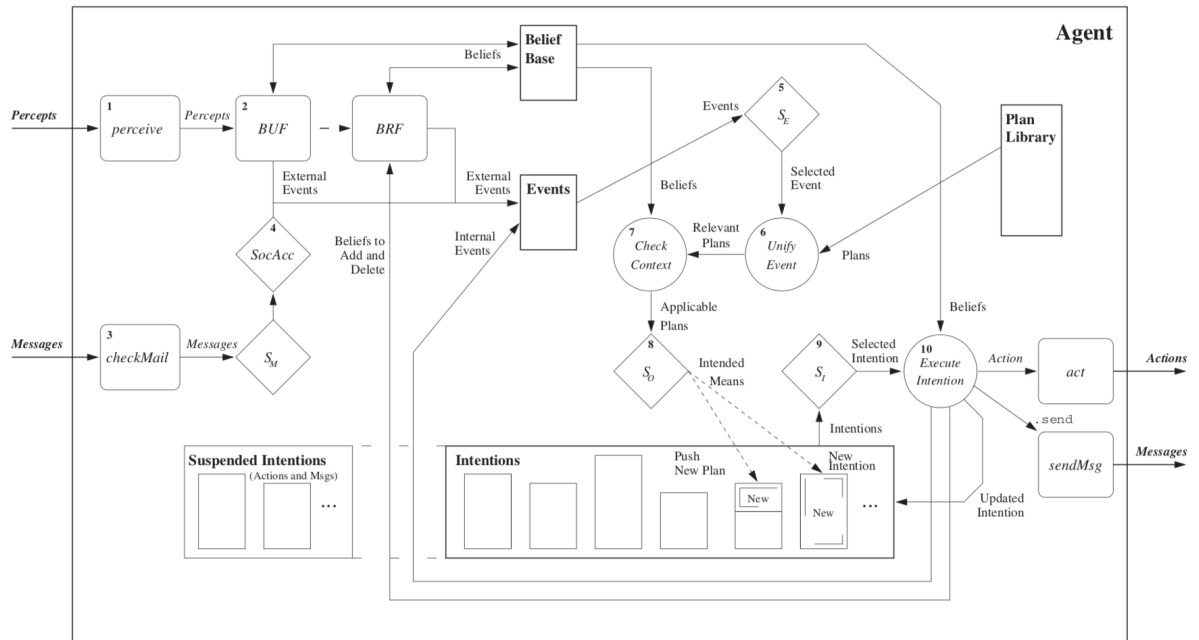 Agent
Belief
Base
Beliefs
5
Events
S_E
Plan
Library
Percepts
1
perceive
Percepts
2
BUF
BRF
External
Events
External
Events
Events
Selected
Event
Beliefs
4
SocAcc
Beliefs to
Add and
Delete
Internal
Events
7
Check
Context
Relevant
Plans
6
Unify
Event
Plans
Applicable
Plans
Beliefs
Messages
3
checkMail
Messages
S_M
8
S_O
Intended
Means
9
S_I
Selected
Intention
10
Execute
Intention
Action
act
Actions
.send
sendMsg
Messages
Intentions
Suspended Intentions
(Actions and Msgs)
...
Intentions
Push
New Plan
New
Intention
New
New
...
Updated
Intention